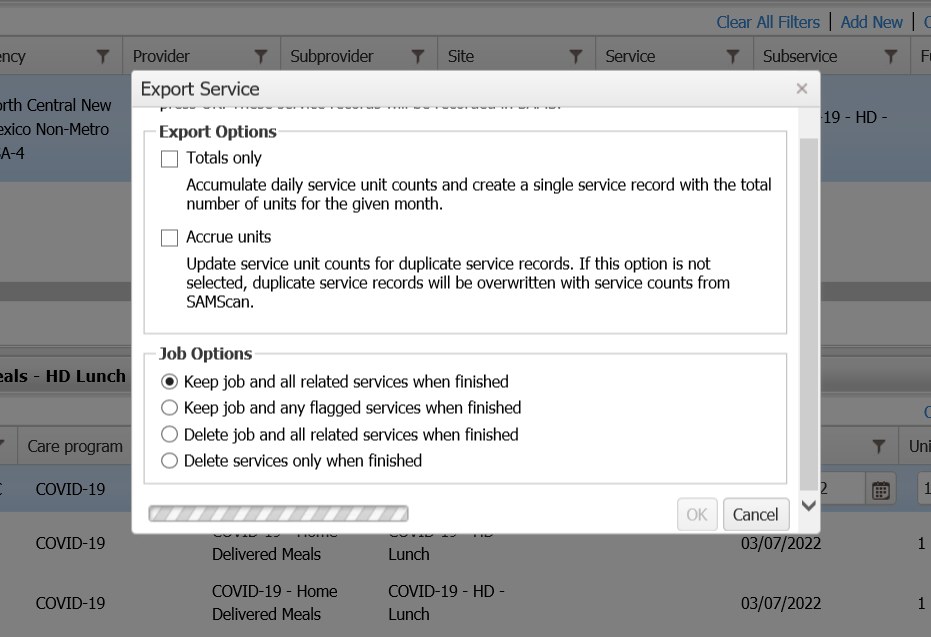 Clear All Filters | Add New |
ency Provider Subprovider Site Service Subservice
orth Central New
exico Non-Metro
SA-4
-19 - HD -
Export Service
press OK. These service records will be recorded in SAMS.
Export Options
Totals only
Accumulate daily service unit counts and create a single service record with the total
number of units for the given month.
Accrue units
Update service unit counts for duplicate service records. If this option is not
selected, duplicate service records will be overwritten with service counts from
SAMScan.
Job Options
Keep job and all related services when finished
Keep job and any flagged services when finished
Delete job and all related services when finished
Delete services only when finished
OK Cancel
eals - HD Lunch
Care program Uni
COVID-19 2 1
COVID-19 COVID-19 - Home COVID-19 - HD 03/07/2022 1
Delivered Meals Lunch
COVID-19 COVID-19 - Home COVID-19 - HD - 03/07/2022 1
Delivered Meals Lunch